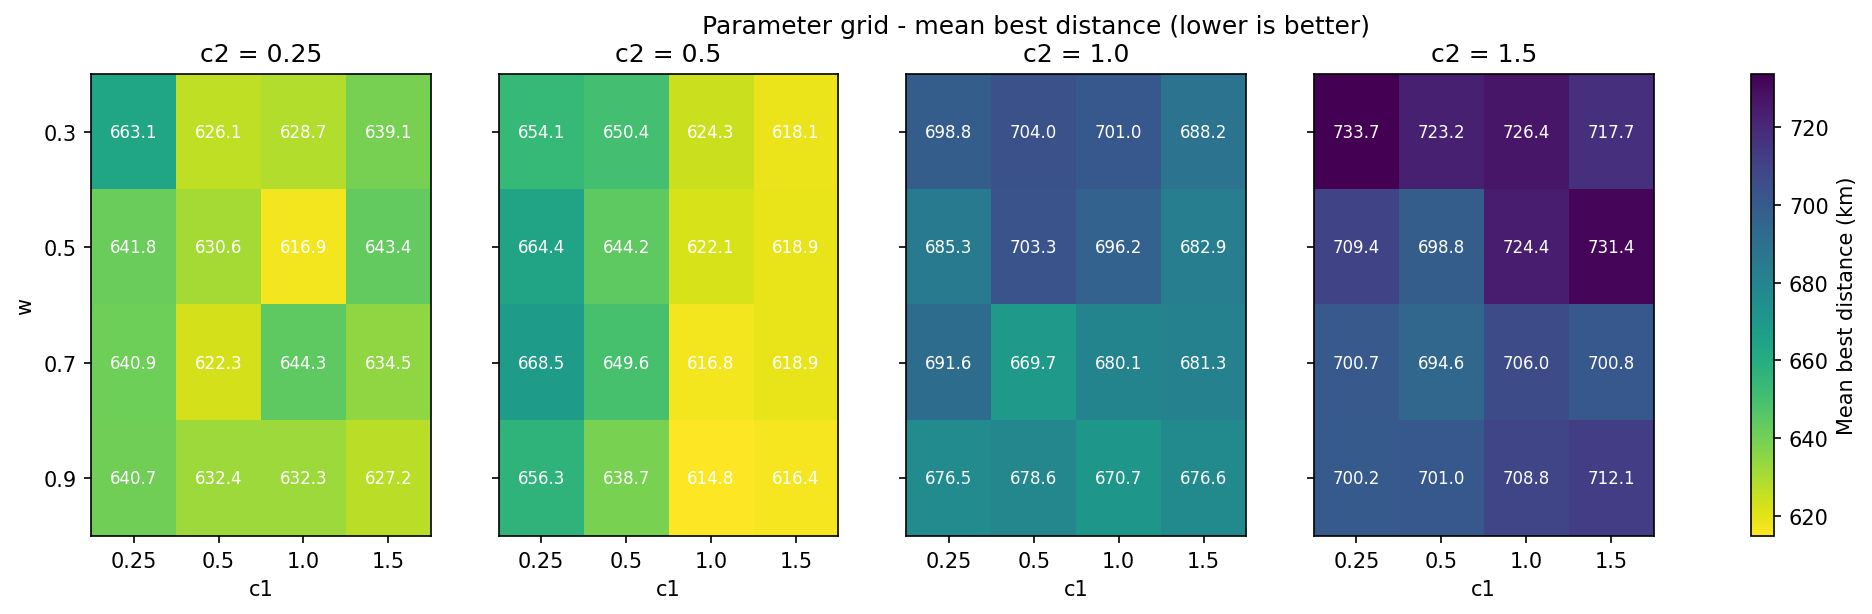 Parameter grid - mean best distance (lower is better)
c2 = 0.25 c2 = 0.5 c2 = 1.0 c2 = 1.5
0.3 663.1 626.1 628.7 639.1 654.1 650.4 624.3 618.1 698.8 704.0 701.0 688.2 733.7 723.2 726.4 717.7
0.5 641.8 630.6 616.9 643.4 664.4 644.2 622.1 618.9 685.3 703.3 696.2 682.9 709.4 698.8 724.4 731.4
0.7 640.9 622.3 644.3 634.5 668.5 649.6 616.8 618.9 691.6 669.7 680.1 681.3 700.7 694.6 706.0 700.8
0.9 640.7 632.4 632.3 627.2 656.3 638.7 614.8 616.4 676.5 678.6 670.7 676.6 700.2 701.0 708.8 712.1
w
0.25 0.5 1.0 1.5 0.25 0.5 1.0 1.5 0.25 0.5 1.0 1.5 0.25 0.5 1.0 1.5
c1 c1 c1 c1
720
700
680
660
640
620
Mean best distance (km)